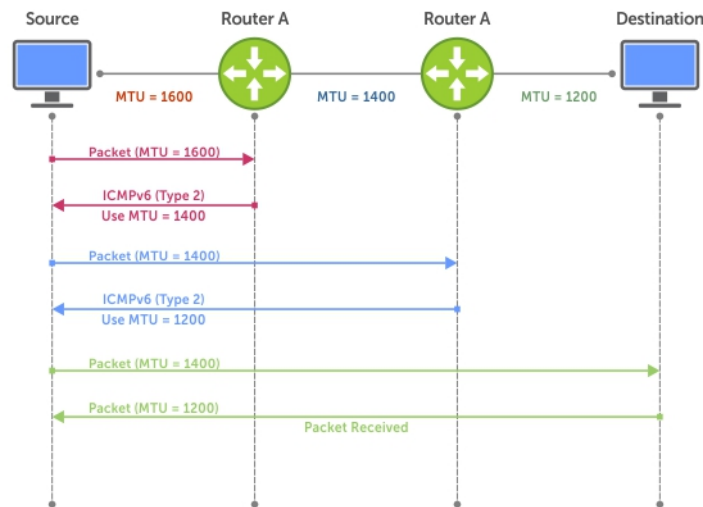 Source
Router A
Router A
Destination
MTU = 1600
MTU = 1400
MTU = 1200
Packet (MTU = 1600)
ICMPv6 (Type 2)
Use MTU = 1400
Packet (MTU = 1400)
ICMPv6 (Type 2)
Use MTU = 1200
Packet (MTU = 1400)
Packet (MTU = 1200)
Packet Received